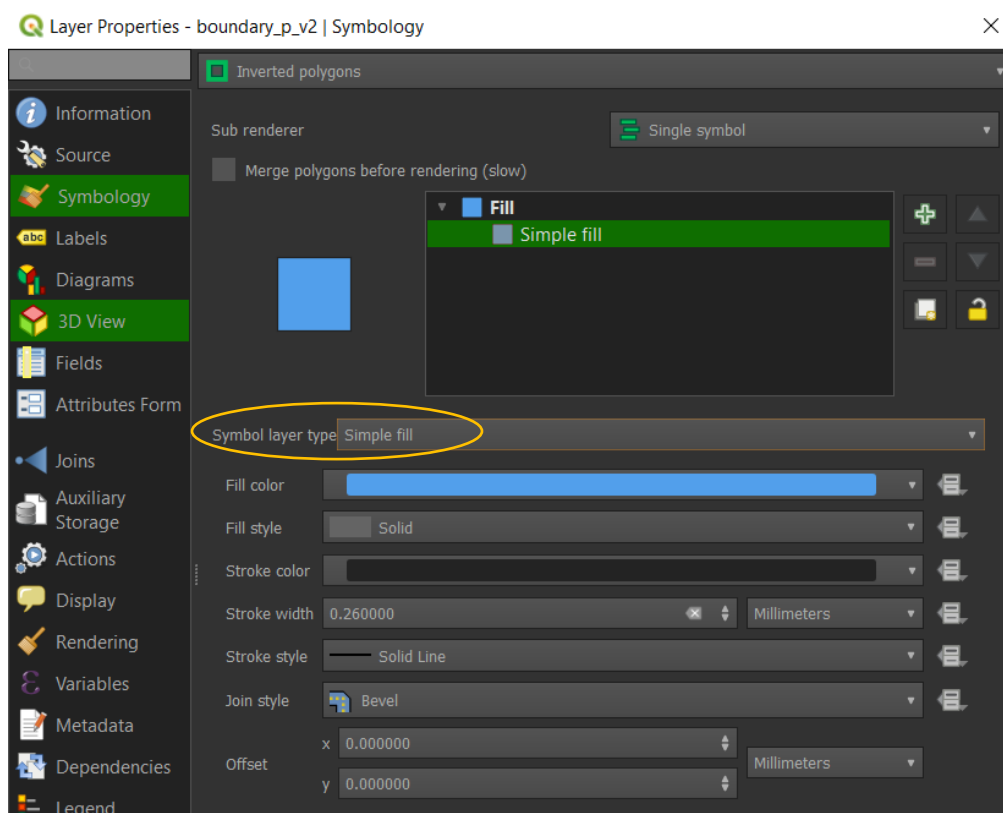 Layer Properties - boundary_p_v2 | Symbology
Inverted polygons
Information
Source
Symbology
abc Labels
Diagrams
3D View
Fields
Attributes Form
Joins
Auxiliary
Storage
Actions
Display
Rendering
Variables
Metadata
Dependencies
Legend
Sub renderer Single symbol
Merge polygons before rendering (slow)
Fill
Simple fill
Symbol layer type Simple fill
Fill color
Fill style Solid
Stroke color
Stroke width 0.260000 Millimeters
Stroke style Solid Line
Join style Bevel
Offset x 0.000000 Millimeters
y 0.000000